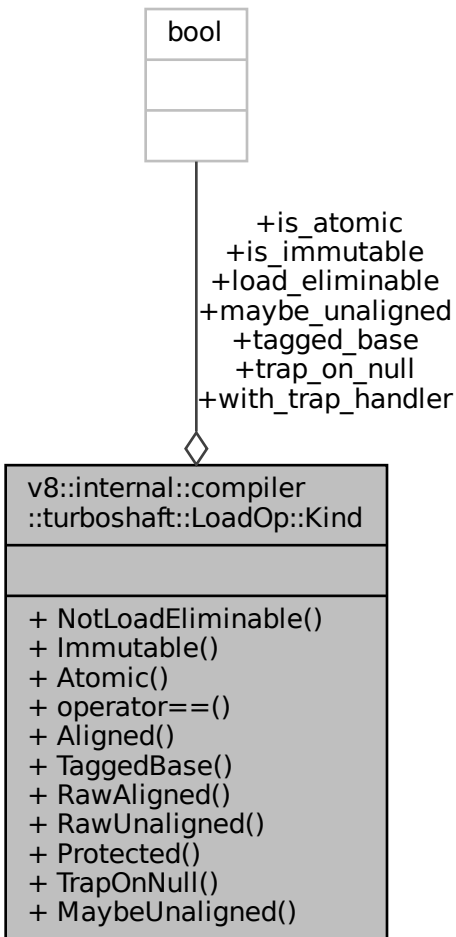 bool
+is_atomic
+is_immutable
+load_eliminable
+maybe_unaligned
+tagged_base
+trap_on_null
+with_trap_handler
v8::internal::compiler
::turboshaft::LoadOp::Kind
+ NotLoadEliminable()
+ Immutable()
+ Atomic()
+ operator==()
+ Aligned()
+ TaggedBase()
+ RawAligned()
+ RawUnaligned()
+ Protected()
+ TrapOnNull()
+ MaybeUnaligned()